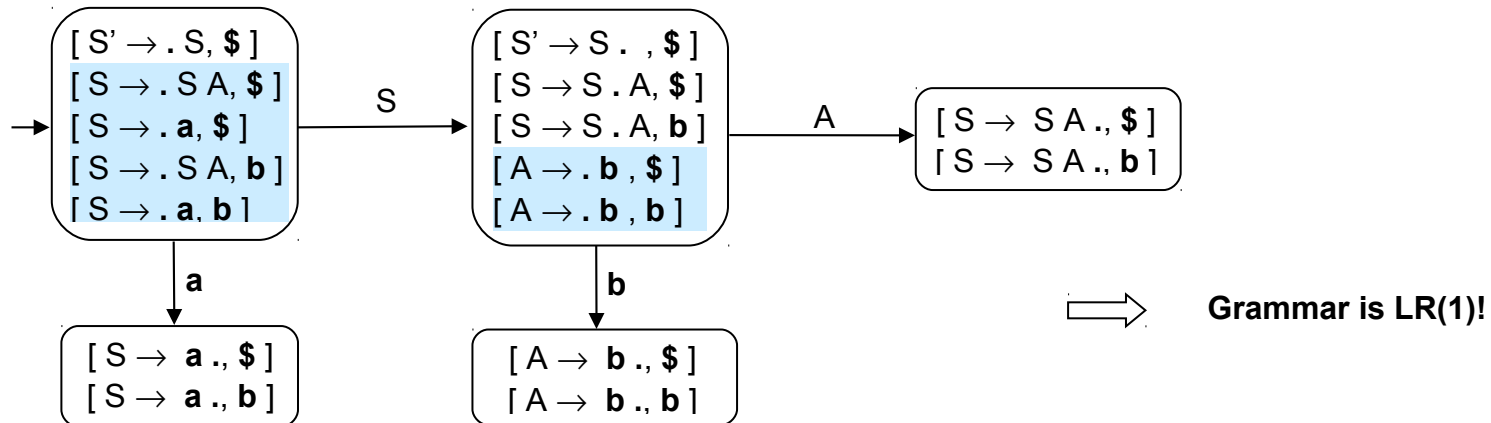 [ S' → . S, $ ]
[ S → . S A, $ ]
[ S → . a, $ ]
[ S → . S A, b ]
[ S → . a, b ]
S
[ S' → S . , $ ]
[ S → S . A, $ ]
[ S → S . A, b ]
[ A → . b , $ ]
[ A → . b , b ]
A
[ S → S A ., $ ]
[ S → S A ., b ]
a
b
[ S → a ., $ ]
[ S → a ., b ]
[ A → b ., $ ]
[ A → b ., b ]
Grammar is LR(1)!